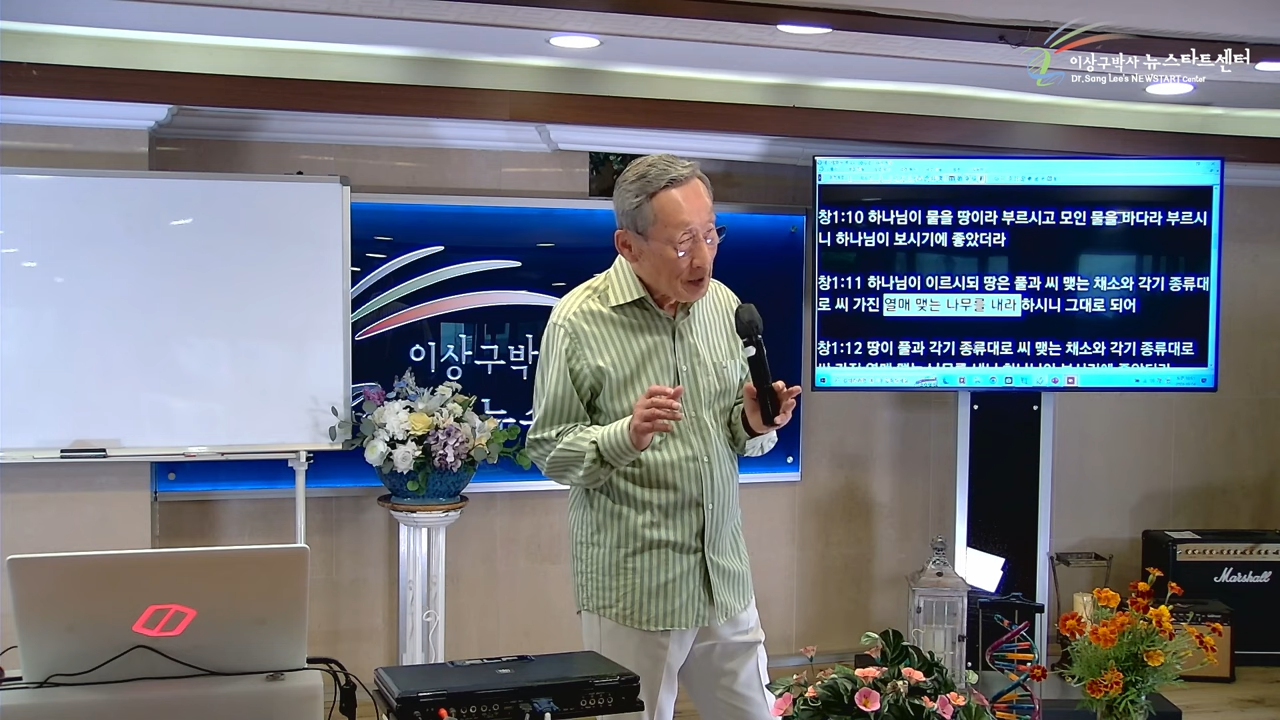 이상구박사 뉴스타트센터
Dr.Sang Lee's NEWSTART Center
창1:10 하나님이 물을 땅이라 부르시고 모인 물을 바다라 부르시
니 하나님이 보시기에 좋았더라
창1:11 하나님이 이르시되 땅은 풀과 씨 맺는 채소와 각기 종류대
로 씨 가진 열매 맺는 나무를 내라 하시니 그대로 되어
창1:12 땅이 풀과 각기 종류대로 씨 맺는 채소와 각기 종류대로
이상구박
Marshall